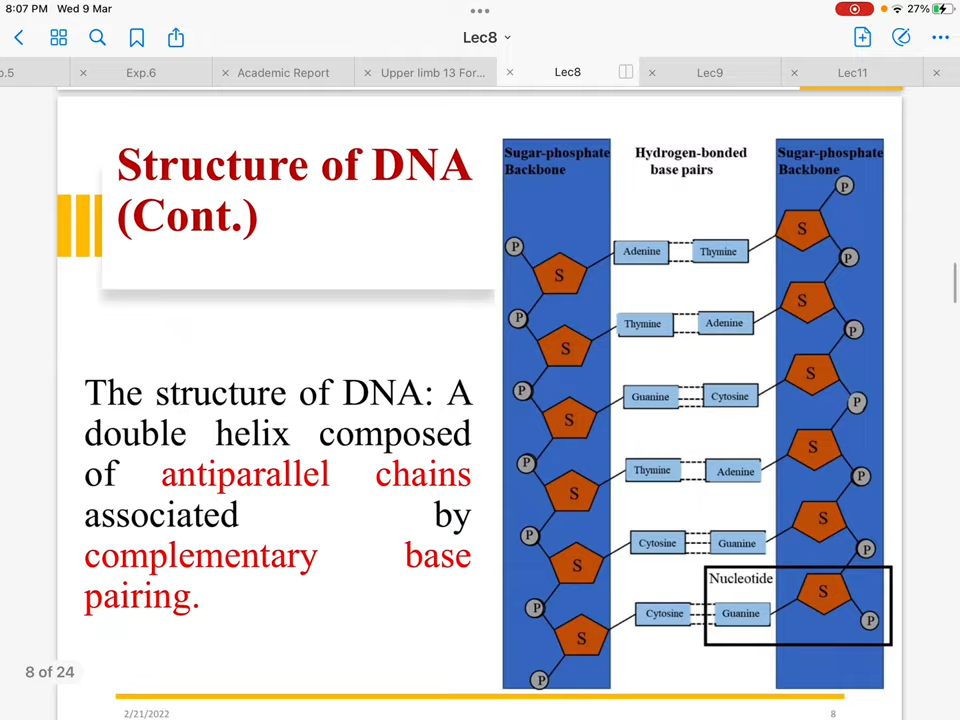 8:07 PM Wed 9 Mar
27%
Lec8
p.5
Exp.6
Academic Report
Upper limb 13 For...
Lec8
Lec9
Lec11
Structure of DNA
(Cont.)
The structure of DNA: A
double helix composed
of antiparallel chains
associated by
complementary base
pairing.
Sugar-phosphate
Backbone
Hydrogen-bonded
base pairs
Sugar-phosphate
Backbone
P
S
P
Adenine Thymine
P
S
P
S
P
Thymine Adenine
P
S
P
S
P
Guanine Cytosine
P
S
P
S
P
Thymine Adenine
P
S
S
P
Cytosine Guanine
P
S
Nucleotide
S
P
Cytosine Guanine
P
S
P
8 of 24
2/21/2022
8